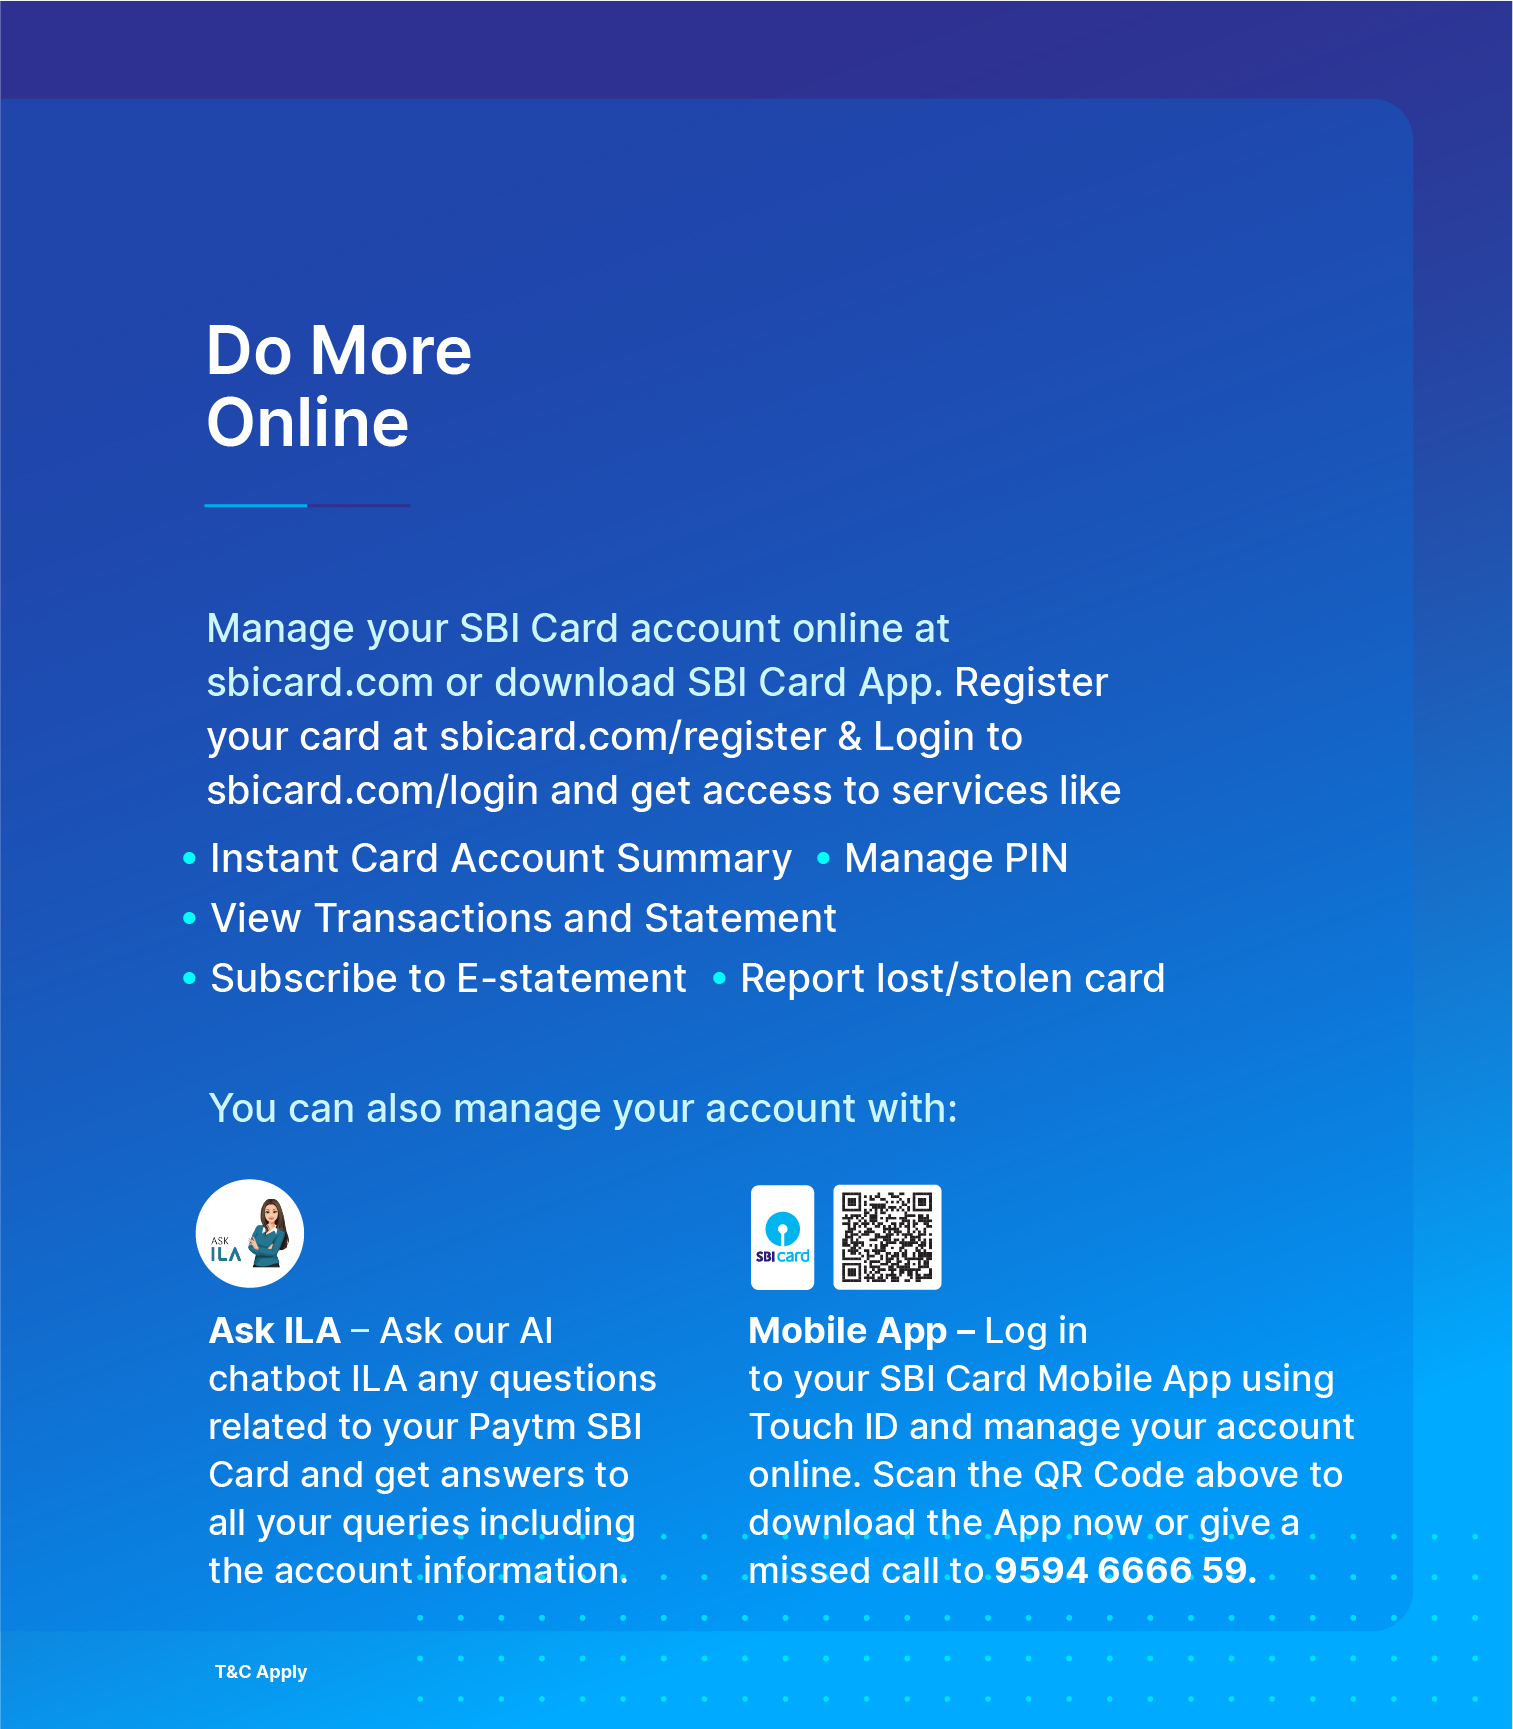 Do More
Online
Manage your SBI Card account online at
sbicard.com or download SBI Card App. Register
your card at sbicard.com/register & Login to
sbicard.com/login and get access to services like
• Instant Card Account Summary • Manage PIN
• View Transactions and Statement
• Subscribe to E-statement • Report lost/stolen card
You can also manage your account with:
ASK
ILA
SBI card
Ask ILA – Ask our AI
chatbot ILA any questions
related to your Paytm SBI
Card and get answers to
all your queries including
the account information.
Mobile App – Log in
to your SBI Card Mobile App using
Touch ID and manage your account
online. Scan the QR Code above to
download the App now or give a
missed call to 9594 6666 59.
T&C Apply